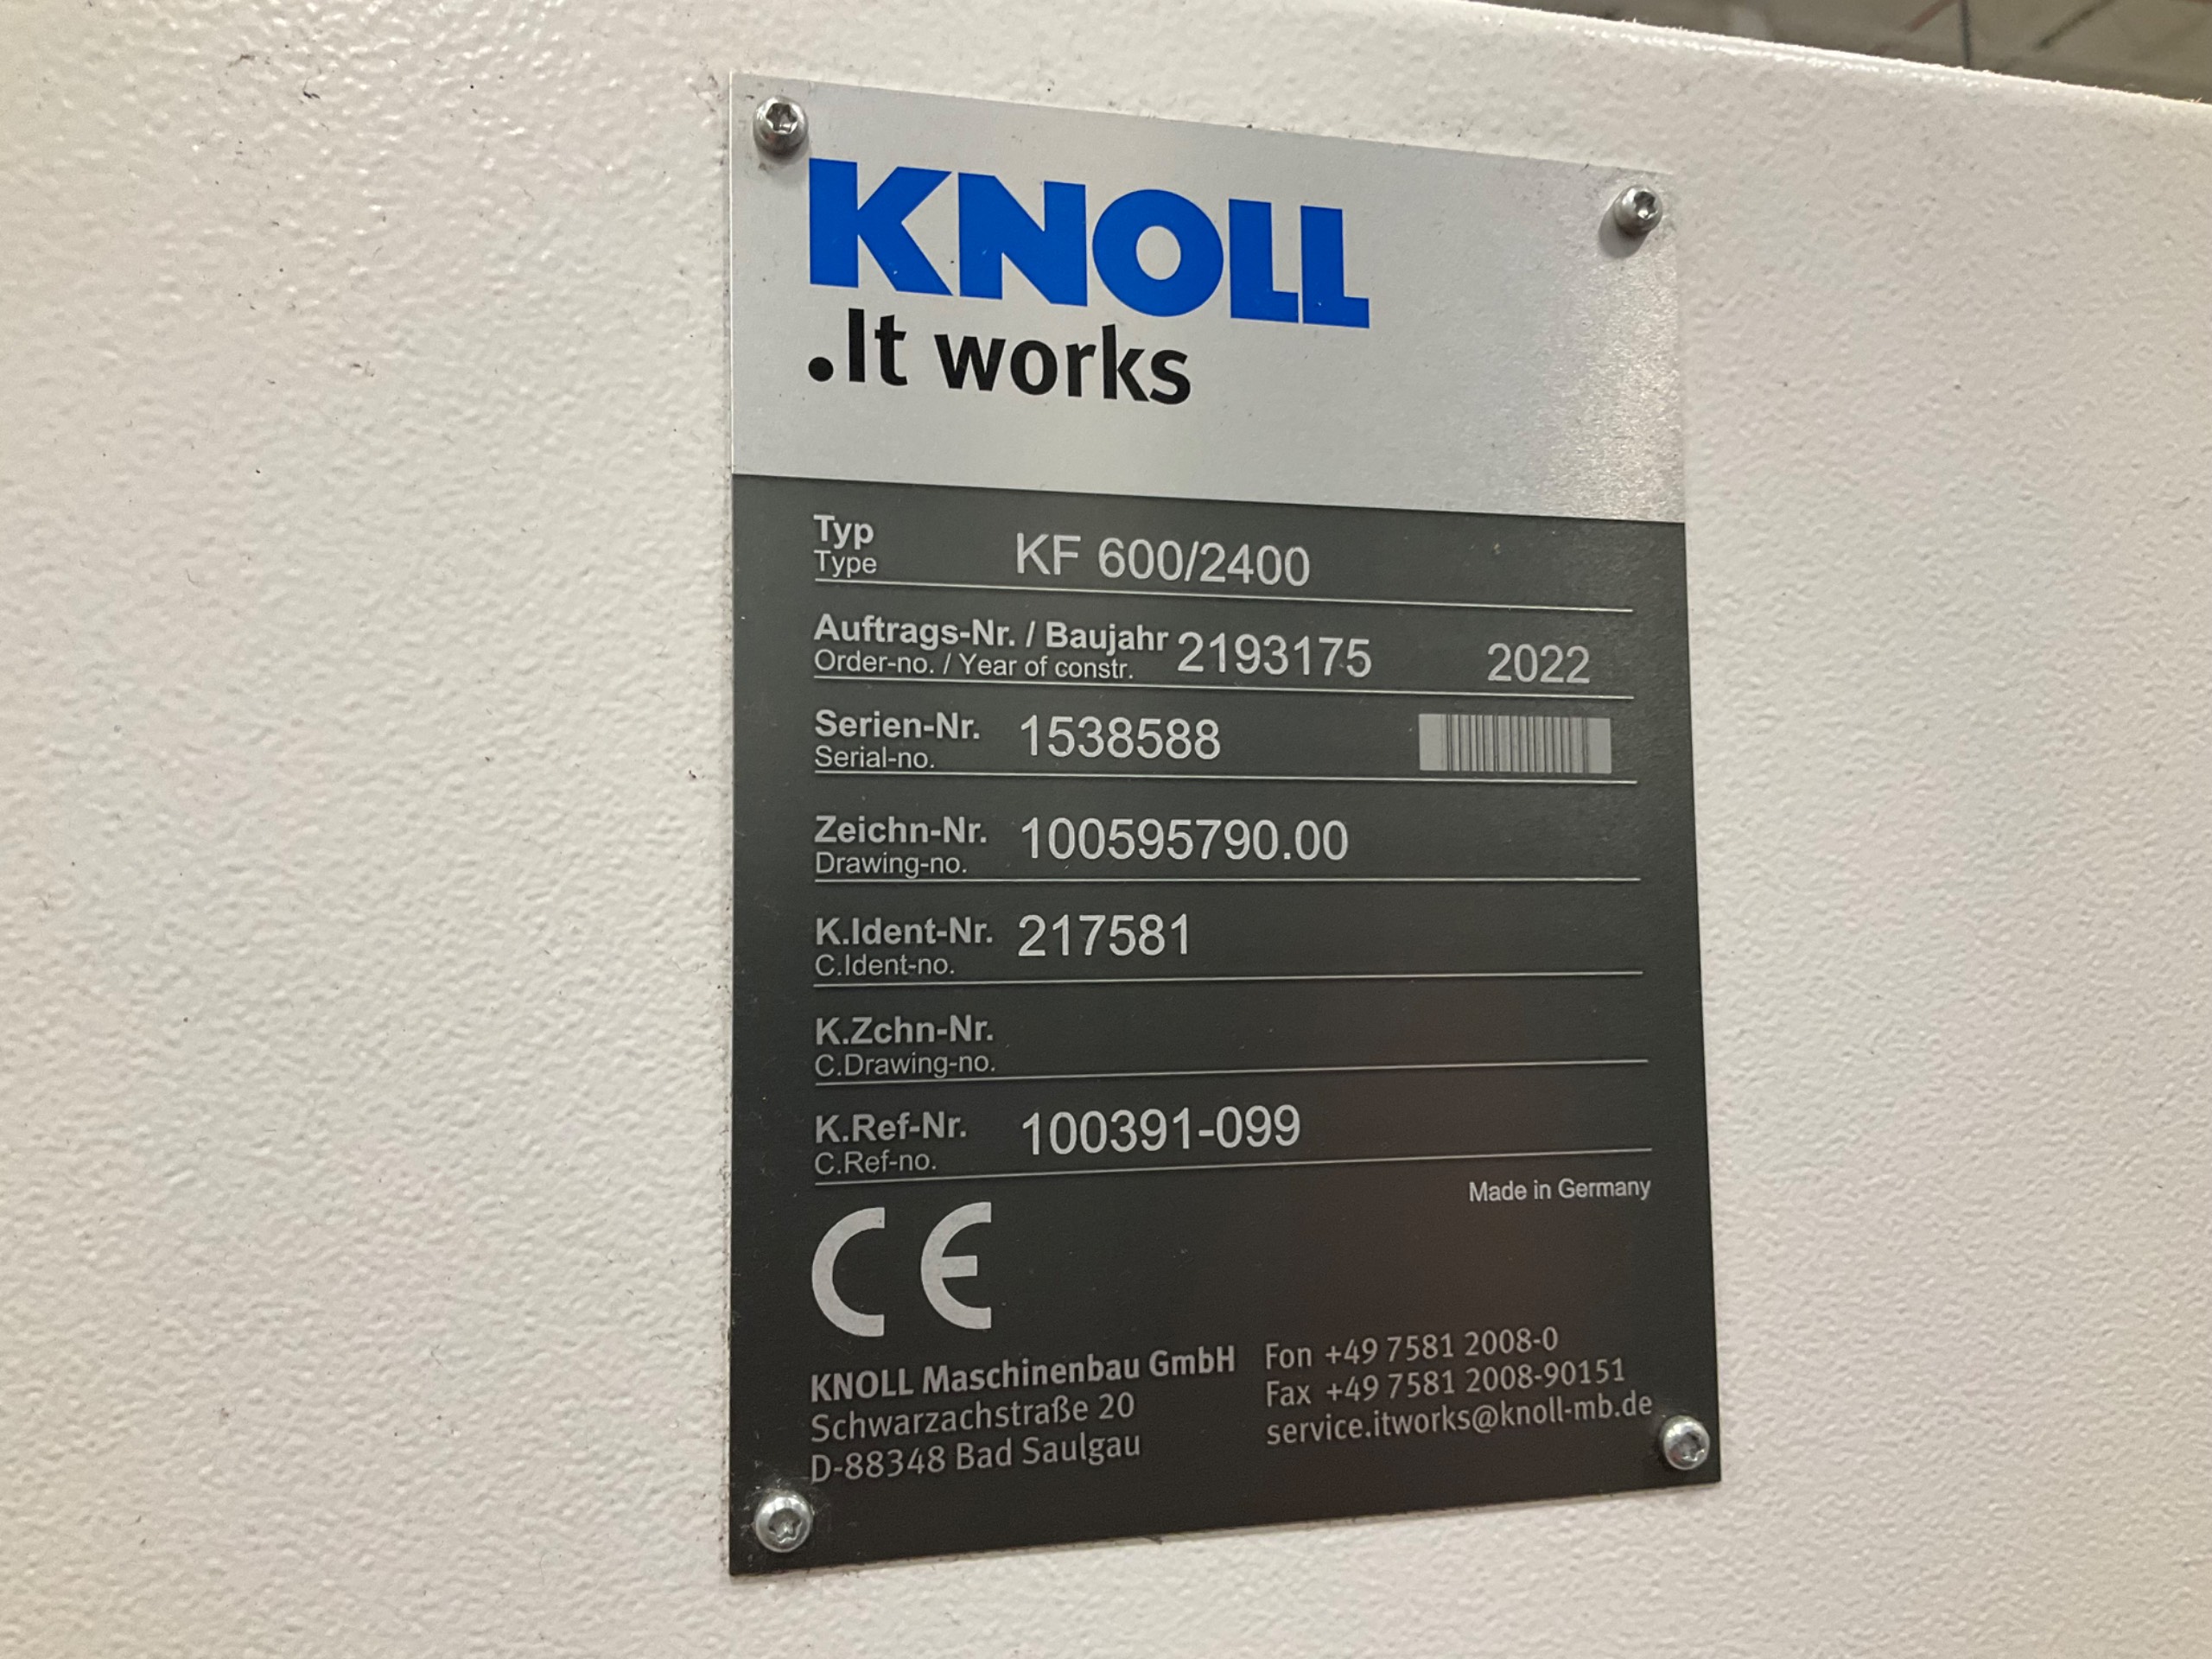 KNOLL
.It works
Typ KF 600/2400
Type
Auftrags-Nr. / Baujahr 2193175 2022
Order-no. / Year of constr.
Serien-Nr. 1538588
Serial-no.
Zeichn-Nr. 100595790.00
Drawing-no.
K.Ident-Nr. 217581
C.Ident-no.
K.Zchn-Nr.
C.Drawing-no.
K.Ref-Nr. 100391-099
C.Ref-no.
Made in Germany
CE
KNOLL Maschinenbau GmbH Fon +49 7581 2008-0
Schwarzachstraße 20 Fax +49 7581 2008-90151
D-88348 Bad Saulgau service.itworks@knoll-mb.de